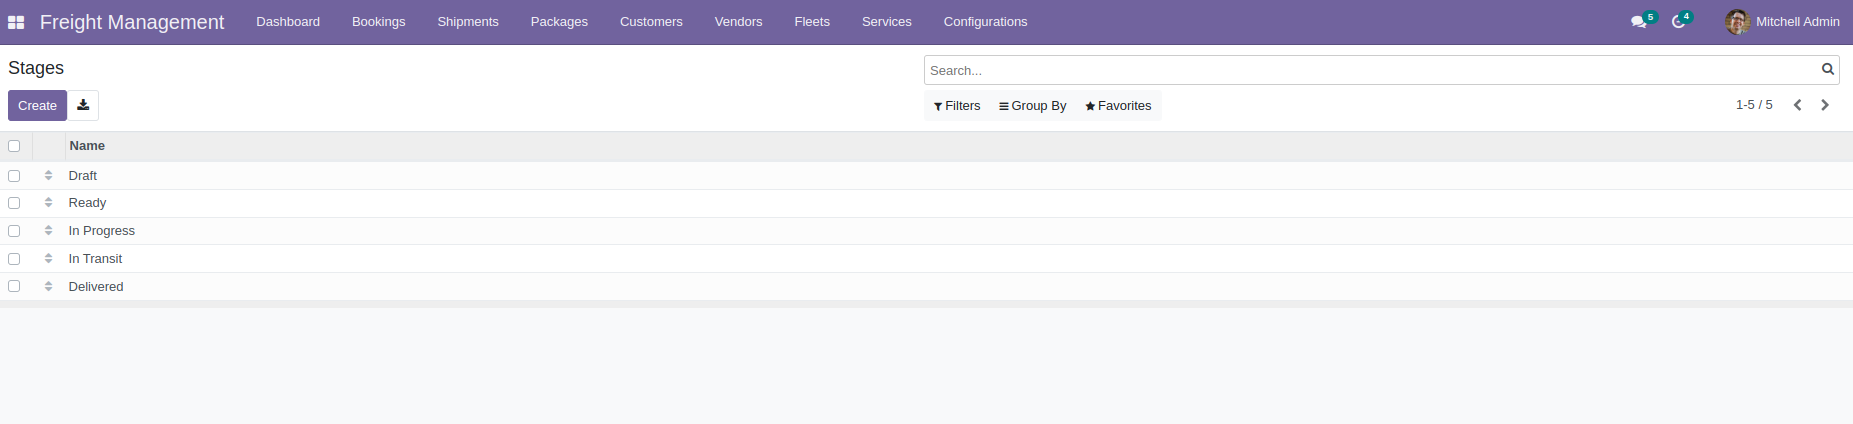 Freight Management Dashboard Bookings Shipments Packages Customers Vendors Fleets Services Configurations 5 4 Mitchell Admin
Stages
Search...
Create
Filters Group By Favorites
1-5 / 5
Name
Draft
Ready
In Progress
In Transit
Delivered